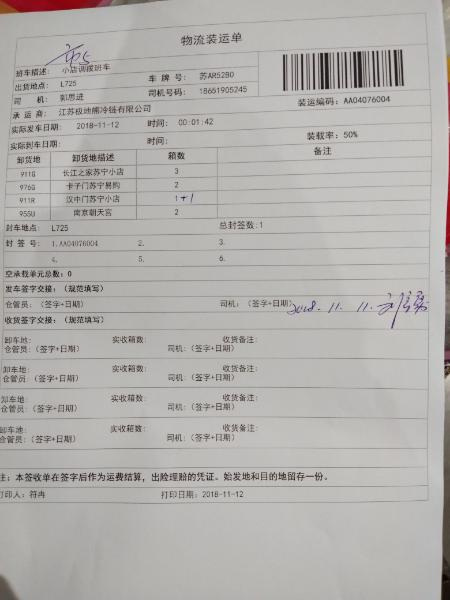 物流装运单
班车描述: 小店调拨班车
出货地点: L725 车 牌 号: 苏AR52B0
司 机: 郭思进 司机号码: 18651905245
承 运 商: 江苏极地熊冷链有限公司 装运编码: AA04076004
实际发车日期: 2018-11-12 时间: 00:01:42
实际到车日期: 时间: 装载率: 50%
卸货地 卸货地描述 箱数 备注
911G 长江之家苏宁小店 3
976G 卡子门苏宁易购 2
911R 汉中门苏宁小店 1+1
955U 南京朝天宫 2
封车地点: L725 总封签数:1
封 签 号: 1.AA04076004 2. 3.
4. 5. 6.
空承载单元总数: 0
发车签字交接: (规范填写)
仓管员: (签字+日期) 司机: (签字+日期) 2018.11.11.
收货签字交接: (规范填写)
卸车地: 实收箱数: 收货备注:
仓管员: (签字+日期) 司机: (签字+日期)
卸车地: 实收箱数: 收货备注:
仓管员: (签字+日期) 司机: (签字+日期)
卸车地: 实收箱数: 收货备注:
仓管员: (签字+日期) 司机: (签字+日期)
卸车地: 实收箱数: 收货备注:
仓管员: (签字+日期) 司机: (签字+日期)
注: 本签收单在签字后作为运费结算, 出险理赔的凭证。始发地和目的地留存一份。
打印人: 符冉 打印日期: 2018-11-12